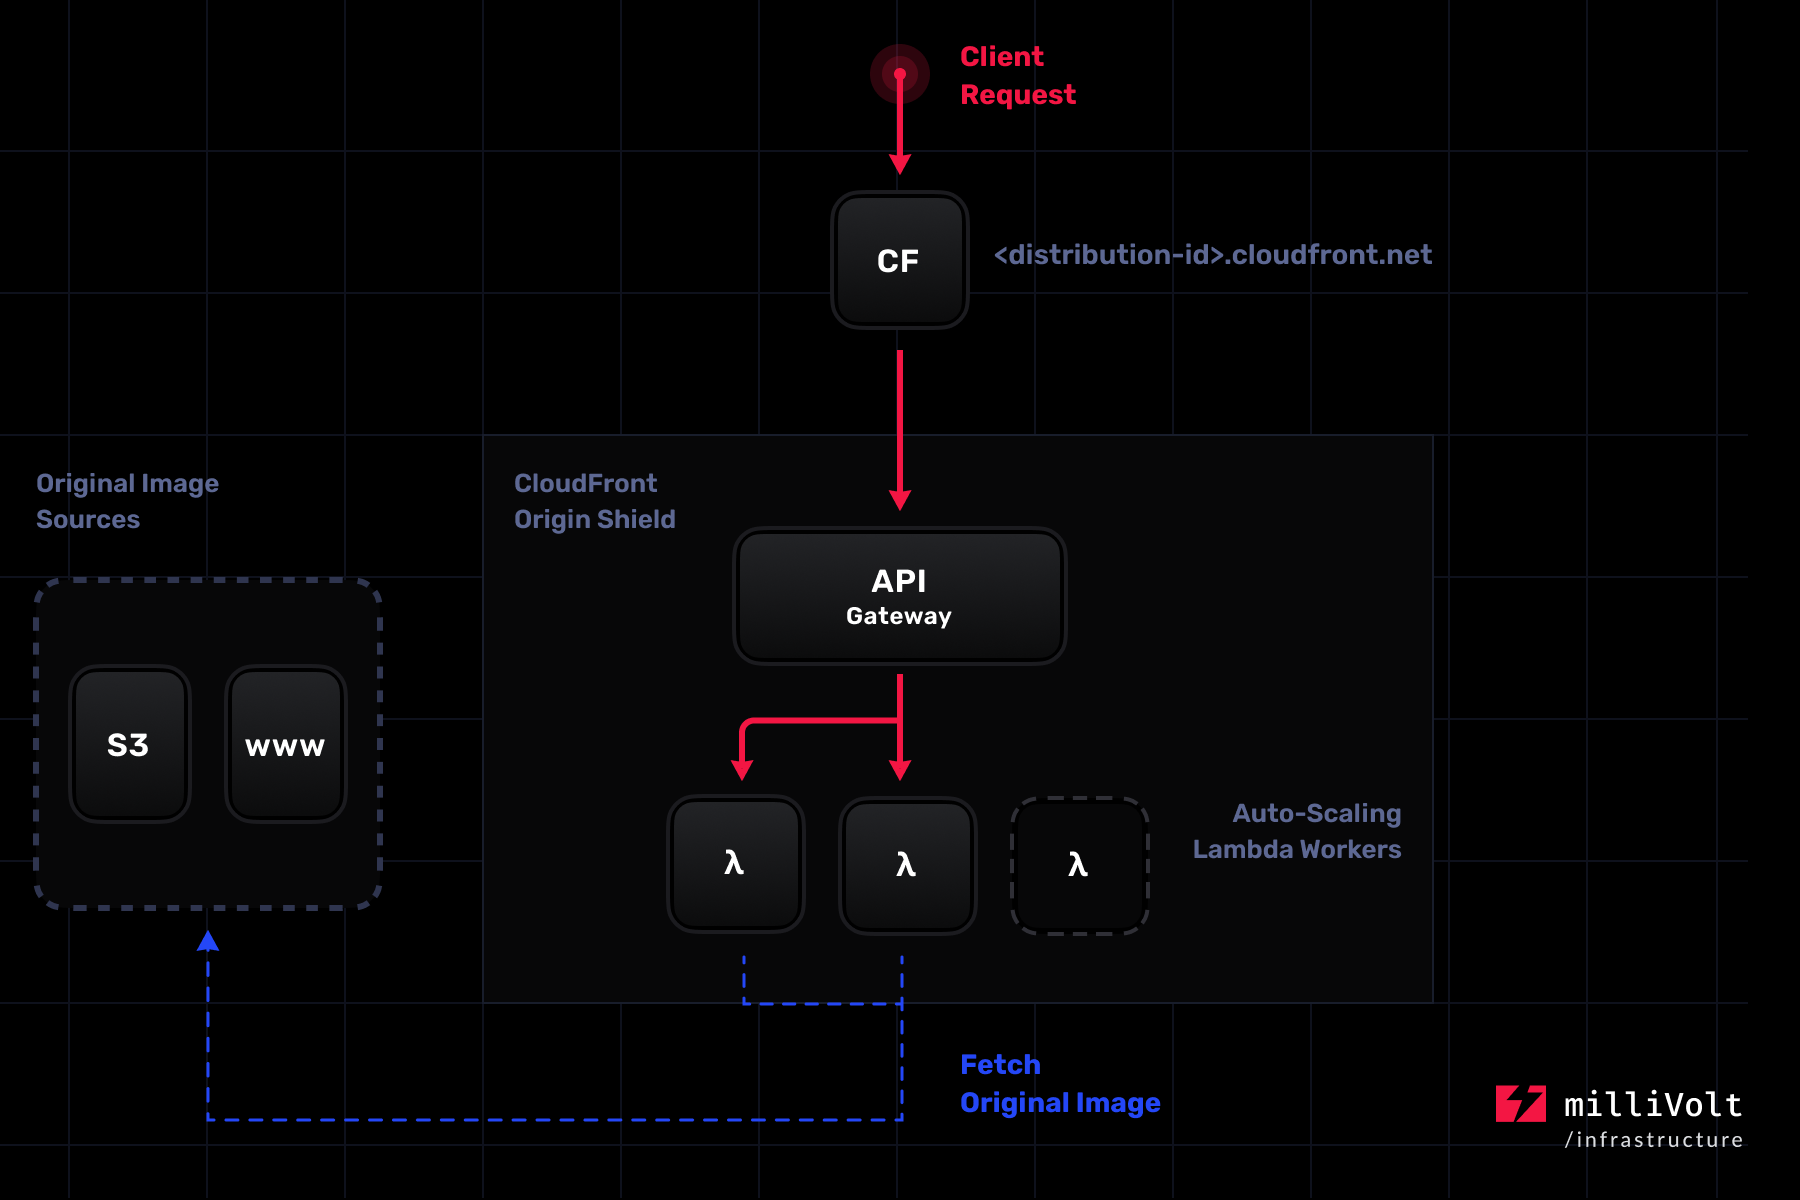 Client
Request
CF
<distribution-id>.cloudfront.net
Original Image
Sources
CloudFront
Origin Shield
API
Gateway
S3
www
λ
λ
λ
Auto-Scaling
Lambda Workers
Fetch
Original Image
milliVolt
/infrastructure